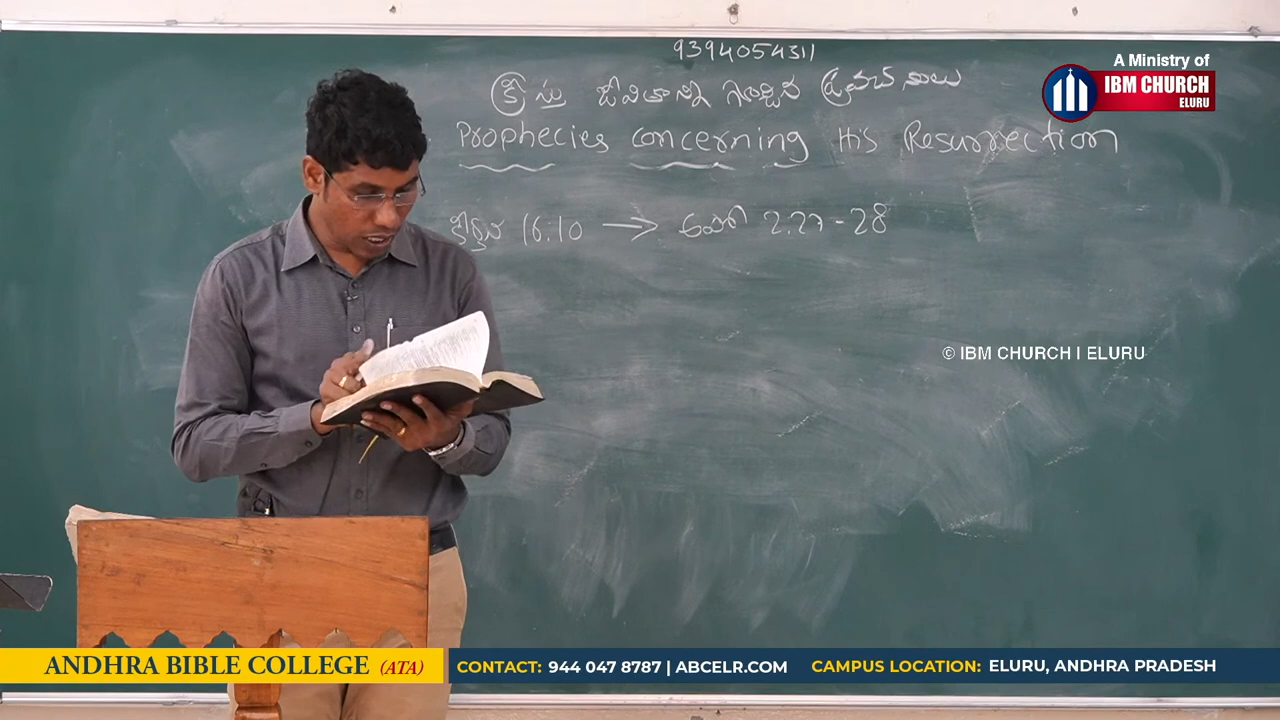 9394054311
క్రీస్తు జీవితాన్ని గూర్చిన ప్రవచనాలు
Prophecies concerning His Resurrection
కీర్తన 16:10 → అపో 2:27-28
A Ministry of
IBM CHURCH
ELURU
© IBM CHURCH I ELURU
ANDHRA BIBLE COLLEGE (ATA)
CONTACT: 944 047 8787 | ABCELR.COM CAMPUS LOCATION: ELURU, ANDHRA PRADESH